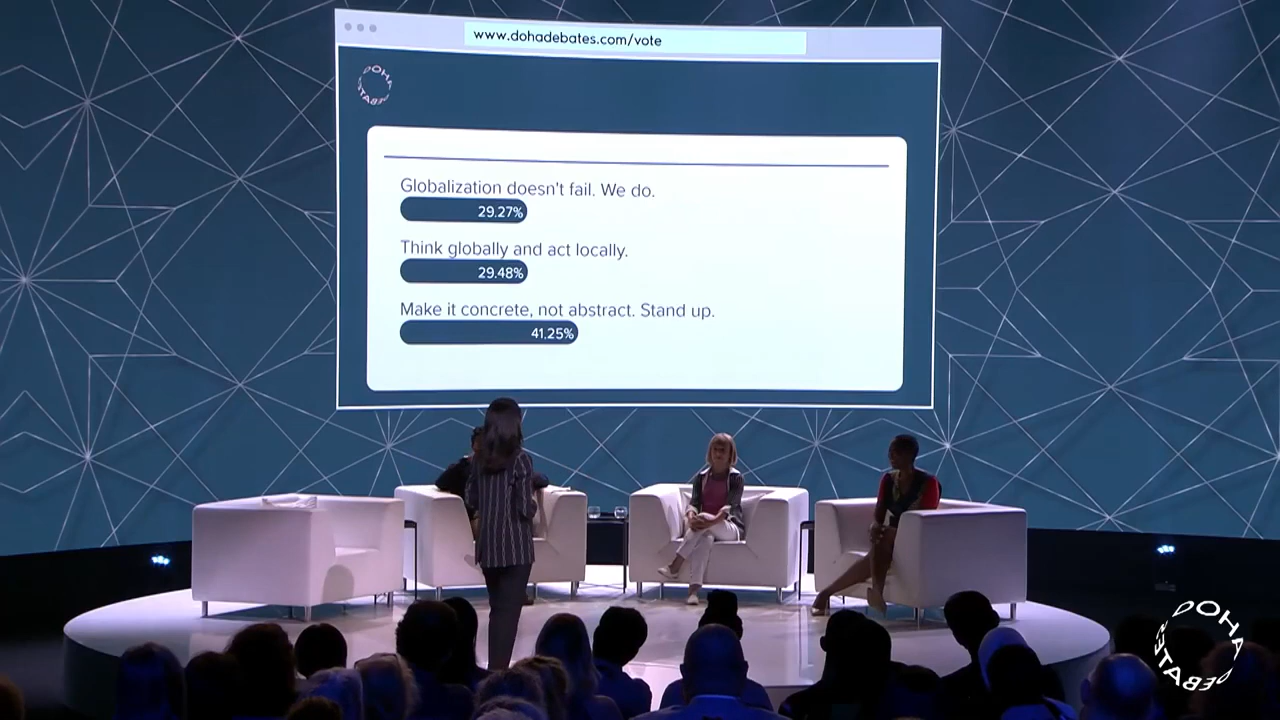 www.dohadebates.com/vote
DOHA
DEBATES
Globalization doesn't fail. We do.
29.27%
Think globally and act locally.
29.48%
Make it concrete, not abstract. Stand up.
41.25%
DOHA
DEBATES